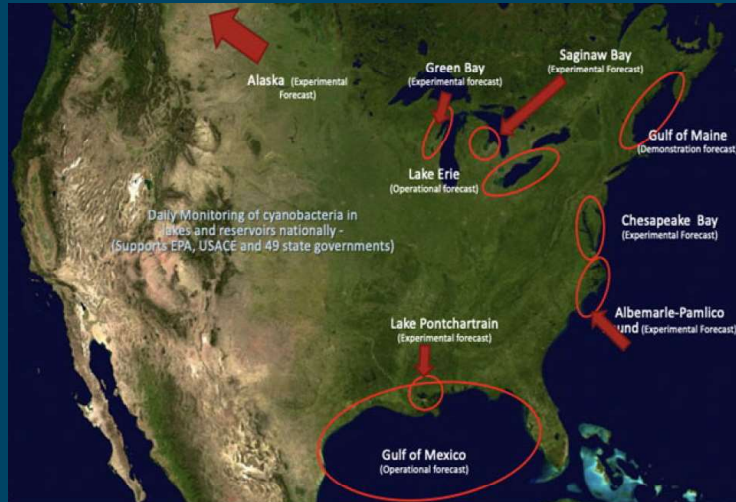 Alaska (Experimental
Forecast)
Green Bay
(Experimental forecast)
Saginaw Bay
(Experimental Forecast)
Gulf of Maine
(Demonstration forecast)
Lake Erie
(Operational forecast)
Daily Monitoring of cyanobacteria in
lakes and reservoirs nationally -
(Supports EPA, USACE and 49 state governments)
Chesapeake Bay
(Experimental Forecast)
Albemarle-Pamlico
und (Experimental Forecast)
Lake Pontchartrain
(Experimental forecast)
Gulf of Mexico
(Operational forecast)